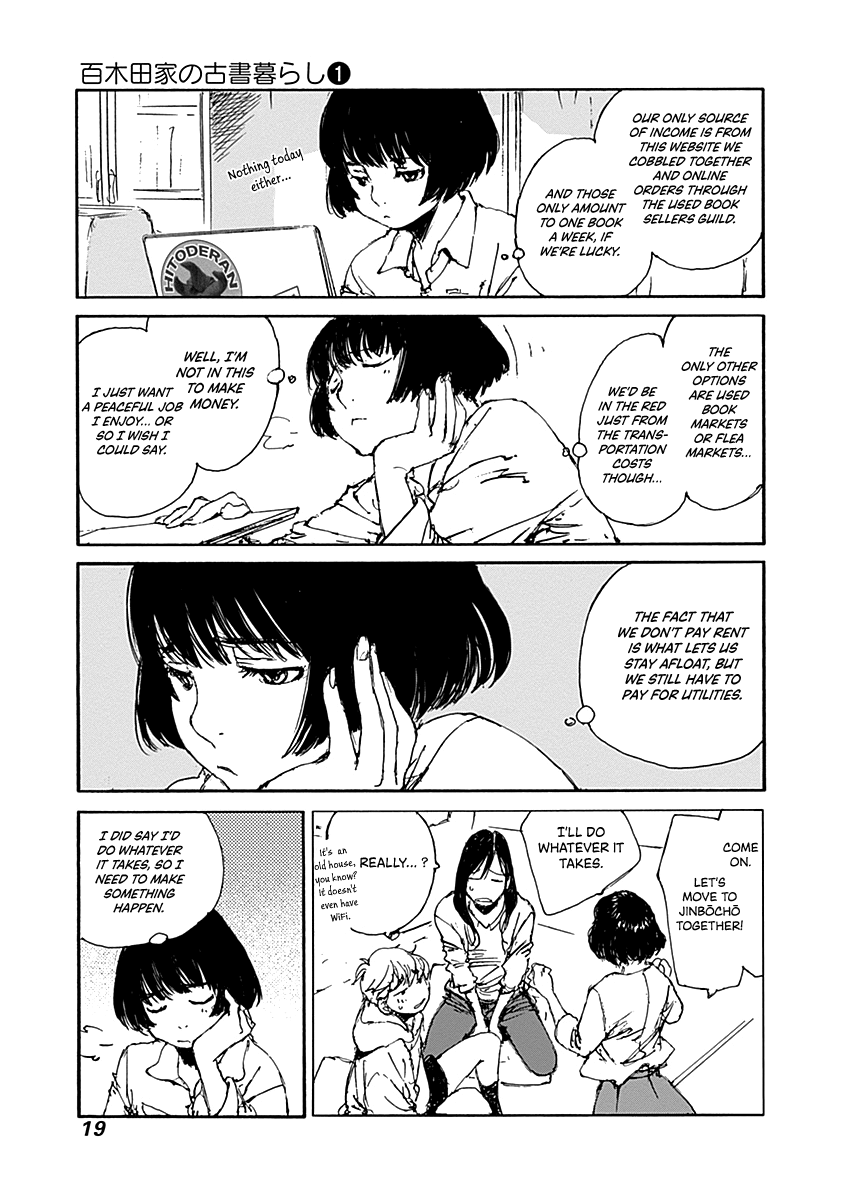 百木田家の古書暮らし❶
OUR ONLY SOURCE
OF INCOME IS FROM
THIS WEBSITE WE
COBBLED TOGETHER
AND ONLINE
ORDERS THROUGH
THE USED BOOK
SELLERS GUILD.
AND THOSE
ONLY AMOUNT
TO ONE BOOK
A WEEK, IF
WE'RE LUCKY.
Nothing today
either...
HITODERAN
THE
ONLY OTHER
OPTIONS
ARE USED
BOOK
MARKETS
OR FLEA
MARKETS...
WE'D BE
IN THE RED
JUST FROM
THE TRANS-
PORTATION
COSTS
THOUGH...
WELL, I'M
NOT IN THIS
TO MAKE
MONEY.
I JUST WANT
A PEACEFUL JOB
I ENJOY... OR
SO I WISH I
COULD SAY.
THE FACT THAT
WE DON'T PAY RENT
IS WHAT LETS US
STAY AFLOAT, BUT
WE STILL HAVE TO
PAY FOR UTILITIES.
COME
ON.
LET'S
MOVE TO
JINBŌCHŌ
TOGETHER!
I'LL DO
WHATEVER IT
TAKES.
REALLY... ?
It's an
old house,
you know?
It doesn't
even have
WiFi.
I DID SAY I'D
DO WHATEVER
IT TAKES, SO I
NEED TO MAKE
SOMETHING
HAPPEN.
19